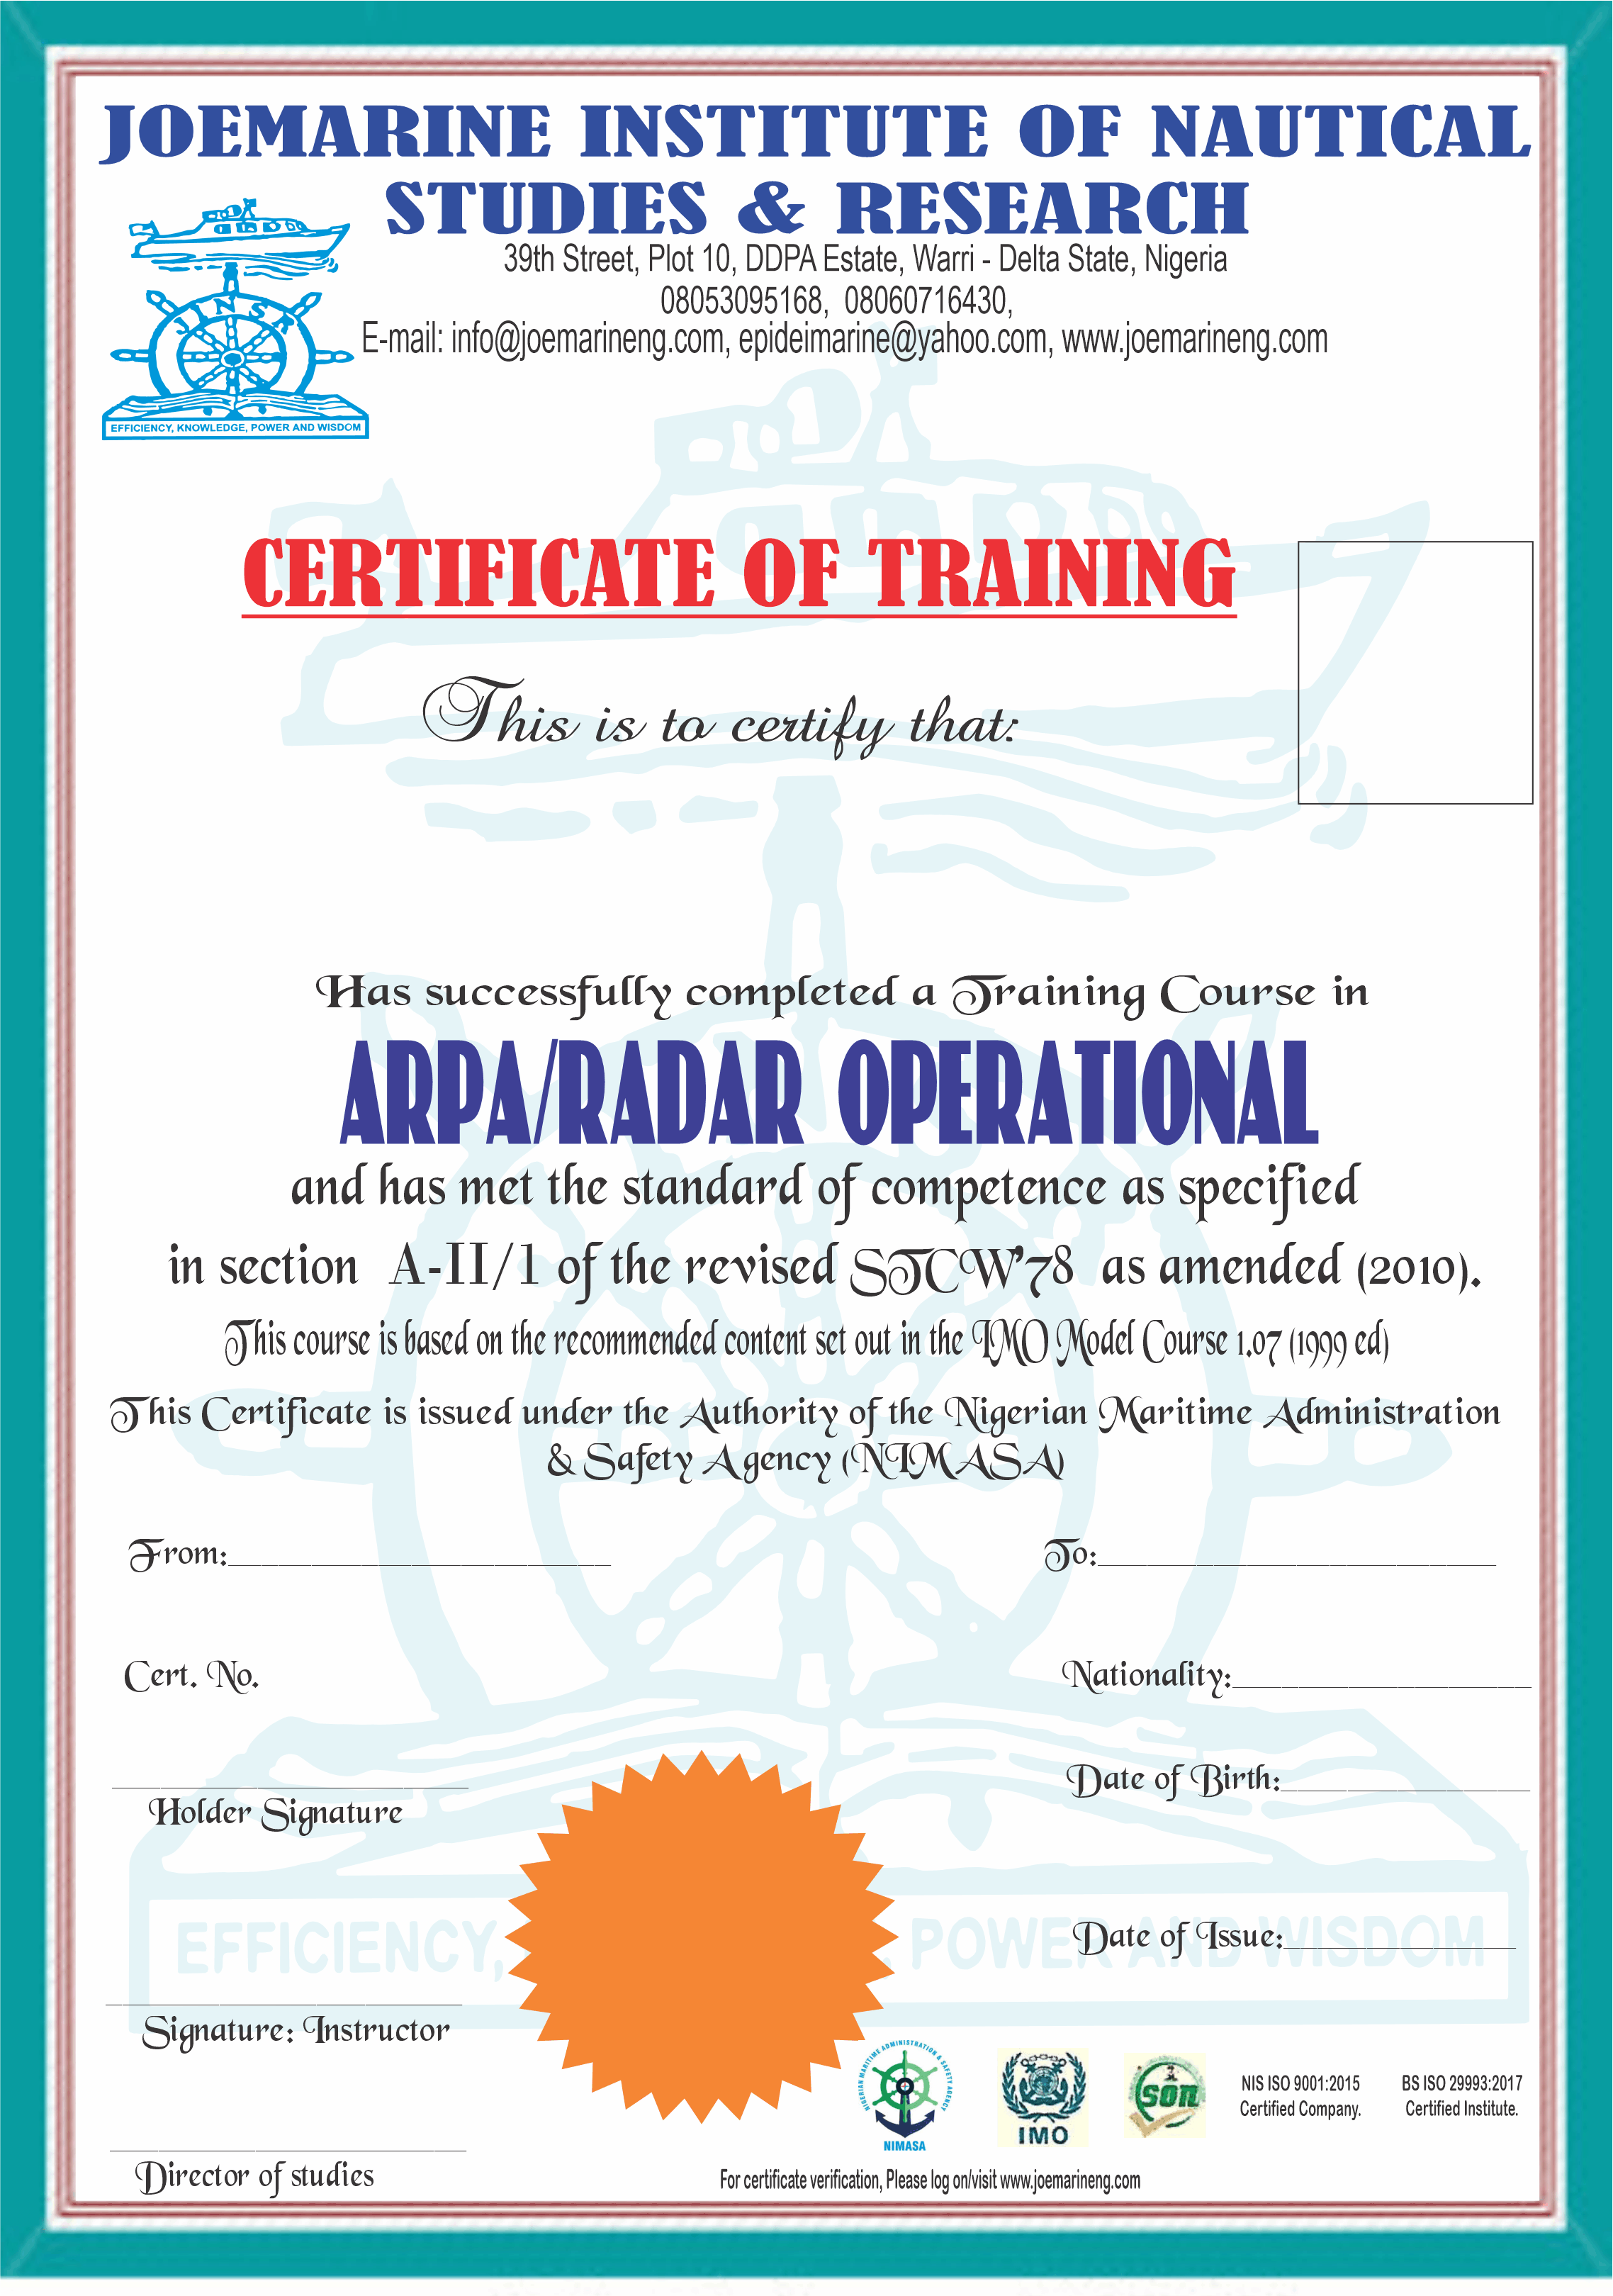 JOEMARINE INSTITUTE OF NAUTICAL
STUDIES & RESEARCH
39th Street, Plot 10, DDPA Estate, Warri - Delta State, Nigeria
08053095168, 08060716430,
E-mail: info@joemarineng.com, epideimarine@yahoo.com, www.joemarineng.com
JINSR
EFFICIENCY, KNOWLEDGE, POWER AND WISDOM
CERTIFICATE OF TRAINING
This is to certify that:
Has successfully completed a Training Course in
ARPA/RADAR OPERATIONAL
and has met the standard of competence as specified
in section A-II/1 of the revised STCW'78 as amended (2010).
This course is based on the recommended content set out in the IMO Model Course 1.07 (1999 ed)
This Certificate is issued under the Authority of the Nigerian Maritime Administration
& Safety Agency (NIMASA)
From:
To:
Cert. No.
Nationality:
Holder Signature
Date of Birth:
EFFICIENCY, POWER AND WISDOM
Date of Issue:
Signature: Instructor
NIGERIAN MARITIME ADMINISTRATION & SAFETY AGENCY
NIMASA
IMO
SON
NIS ISO 9001:2015
Certified Company.
BS ISO 29993:2017
Certified Institute.
Director of studies
For certificate verification, Please log on/visit www.joemarineng.com